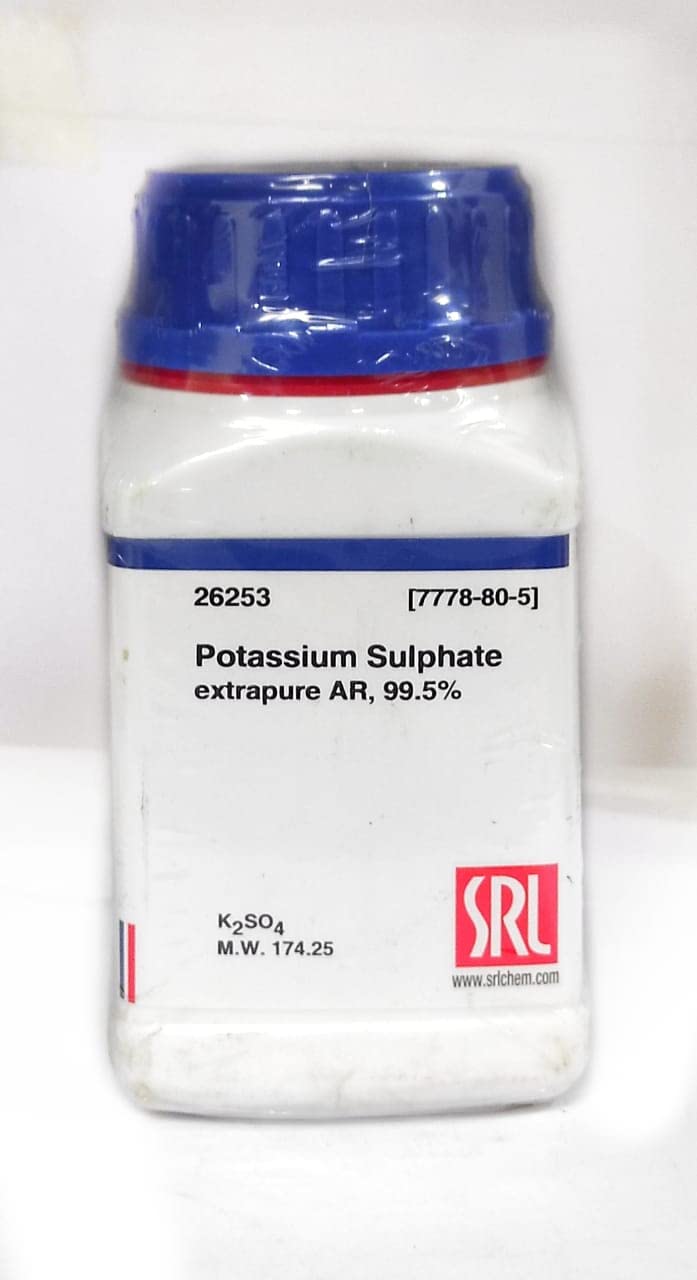 26253 [7778-80-5]
Potassium Sulphate
extrapure AR, 99.5%
K₂SO₄
M.W. 174.25
SRL
www.srlchem.com